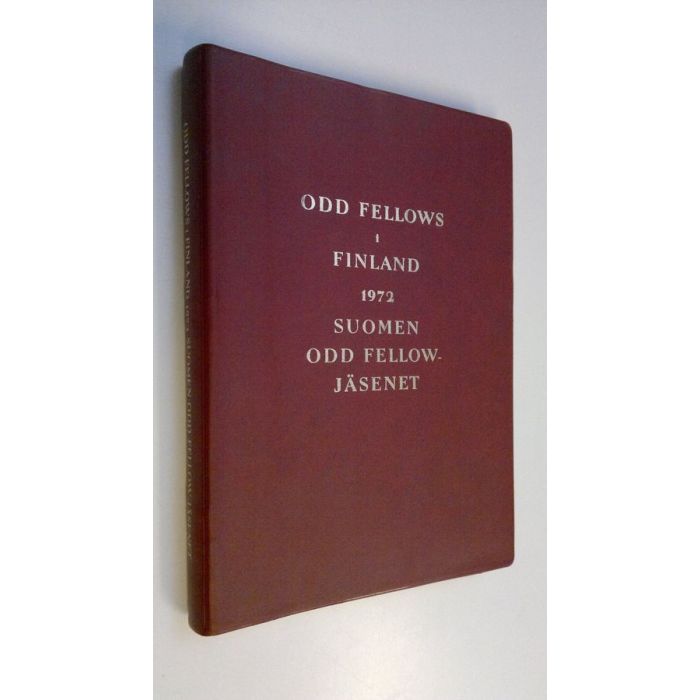 ODD FELLOWS
i
FINLAND
1972
SUOMEN
ODD FELLOW-
JÄSENET
ODD FELLOWS i FINLAND 1972 SUOMEN ODD FELLOW-JÄSENET